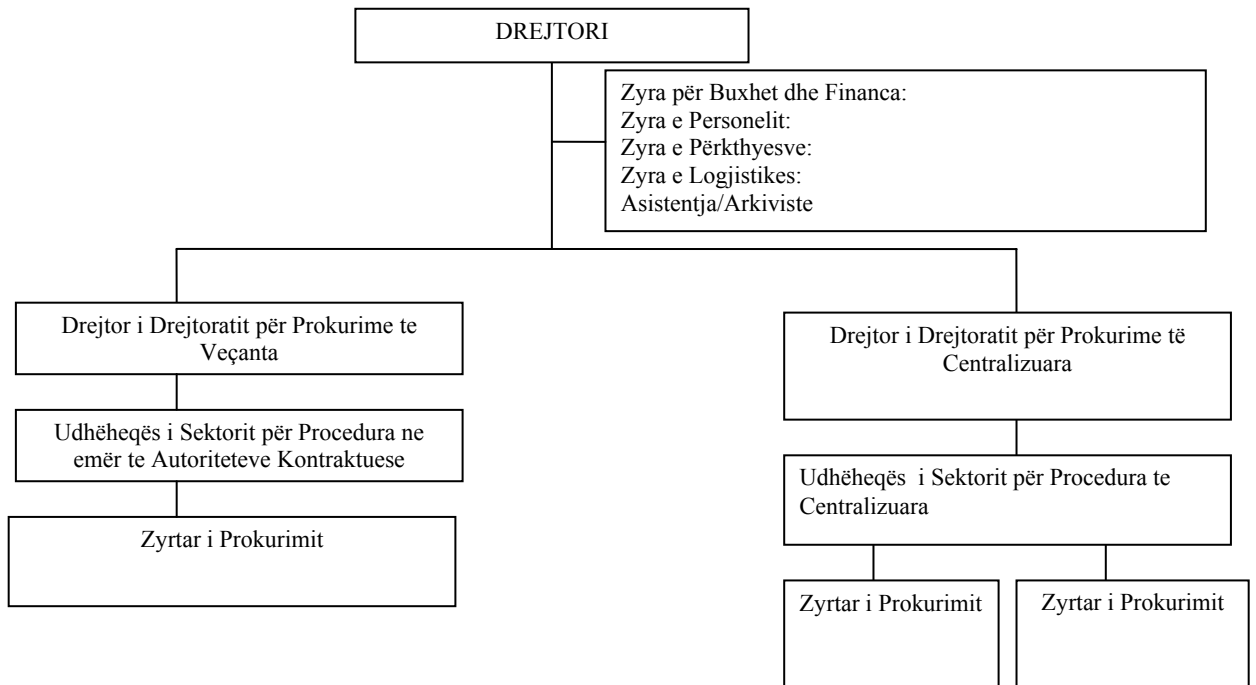 DREJTORI
Zyra për Buxhet dhe Financa:
Zyra e Personelit:
Zyra e Përkthyesve:
Zyra e Logjistikes:
Asistentja/Arkiviste
Drejtor i Drejtoratit për Prokurime te
Veçanta
Drejtor i Drejtoratit për Prokurime të
Centralizuara
Udhëheqës i Sektorit për Procedura ne
emër te Autoriteteve Kontraktuese
Udhëheqës  i Sektorit për Procedura te
Centralizuara
Zyrtar i Prokurimit
Zyrtar i Prokurimit
Zyrtar i Prokurimit